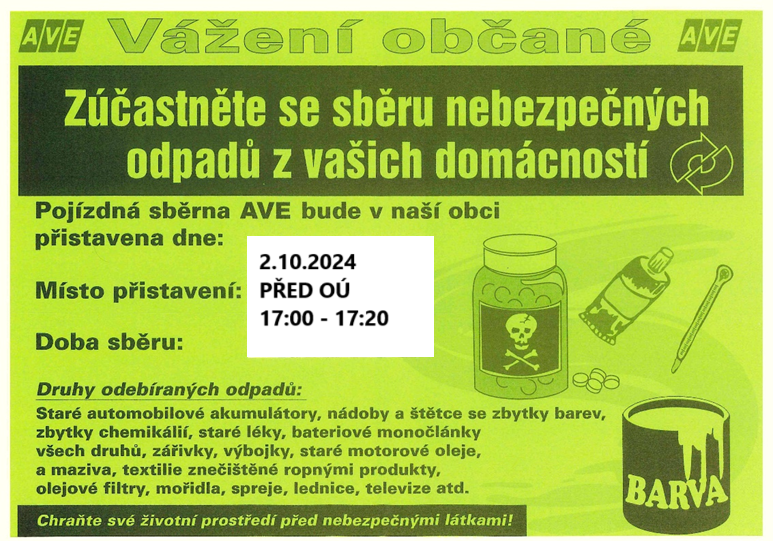 AVE Vážení občané AVE
Zúčastněte se sběru nebezpečných
odpadů z vašich domácností
Pojízdná sběrna AVE bude v naší obci
přistavena dne:
2.10.2024
Místo přistavení: PŘED OÚ
17:00 - 17:20
Doba sběru:
Druhy odebíraných odpadů:
Staré automobilové akumulátory, nádoby a štětce se zbytky barev,
zbytky chemikálií, staré léky, bateriové monočlánky
všech druhů, zářivky, výbojky, staré motorové oleje,
a maziva, textilie znečištěné ropnými produkty,
olejové filtry, mořidla, spreje, lednice, televize atd.
BARVA
Chraňte své životní prostředí před nebezpečnými látkami!